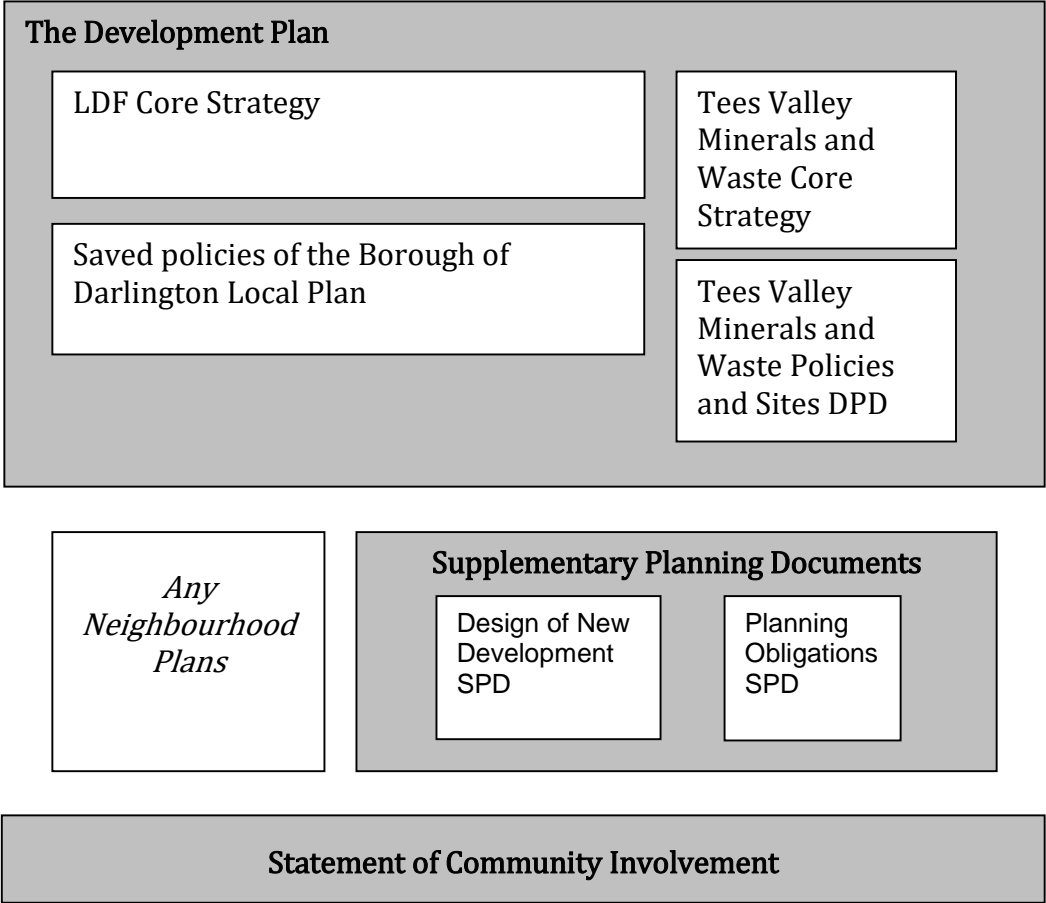 The Development Plan
LDF Core Strategy
Saved policies of the Borough of
Darlington Local Plan
Tees Valley
Minerals and
Waste Core
Strategy
Tees Valley
Minerals and
Waste Policies
and Sites DPD
Any
Neighbourhood
Plans
Supplementary Planning Documents
Design of New
Development
SPD
Planning
Obligations
SPD
Statement of Community Involvement